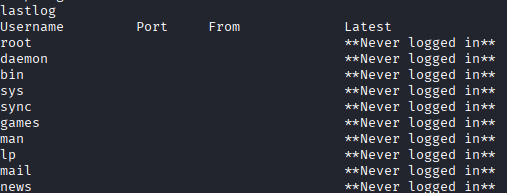 lastlog
Username Port From Latest
root **Never logged in**
daemon **Never logged in**
bin **Never logged in**
sys **Never logged in**
sync **Never logged in**
games **Never logged in**
man **Never logged in**
lp **Never logged in**
mail **Never logged in**
news **Never logged in**